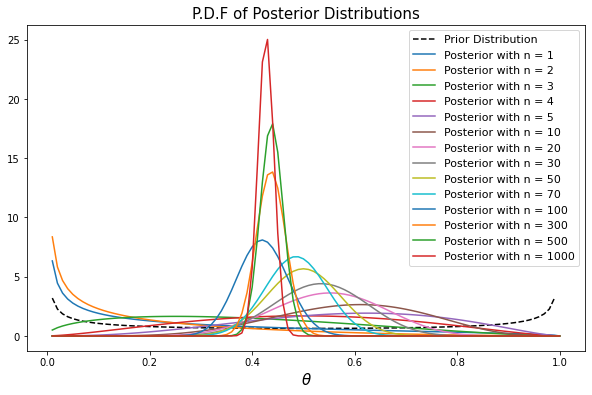 P.D.F of Posterior Distributions
25
20
15
10
5
0
0.0 0.2 0.4 0.6 0.8 1.0
θ
Prior Distribution
Posterior with n = 1
Posterior with n = 2
Posterior with n = 3
Posterior with n = 4
Posterior with n = 5
Posterior with n = 10
Posterior with n = 20
Posterior with n = 30
Posterior with n = 50
Posterior with n = 70
Posterior with n = 100
Posterior with n = 300
Posterior with n = 500
Posterior with n = 1000